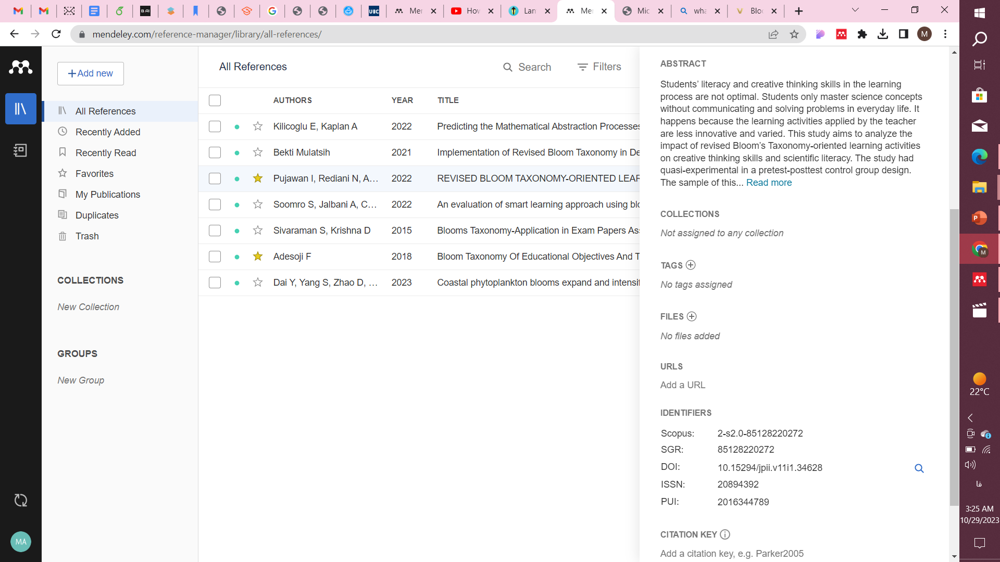 B AI
UBC
Mer
How
Lan
Mer
Mic
wha
Bloo
mendeley.com/reference-manager/library/all-references/
M
Add new
All References
Recently Added
Recently Read
Favorites
My Publications
Duplicates
Trash
COLLECTIONS
New Collection
GROUPS
New Group
MA
All References
Search
Filters
AUTHORS YEAR TITLE
Kilicoglu E, Kaplan A 2022 Predicting the Mathematical Abstraction Processes
Bekti Mulatsih 2021 Implementation of Revised Bloom Taxonomy in De
Pujawan I, Rediani N, A... 2022 REVISED BLOOM TAXONOMY-ORIENTED LEAR
Soomro S, Jalbani A, C... 2022 An evaluation of smart learning approach using blo
Sivaraman S, Krishna D 2015 Blooms Taxonomy-Application in Exam Papers Ass
Adesoji F 2018 Bloom Taxonomy Of Educational Objectives And T
Dai Y, Yang S, Zhao D, ... 2023 Coastal phytoplankton blooms expand and intensif
ABSTRACT
Students’ literacy and creative thinking skills in the learning
process are not optimal. Students only master science concepts
without communicating and solving problems in everyday life. It
happens because the learning activities applied by the teacher
are less innovative and varied. This study aims to analyze the
impact of revised Bloom’s Taxonomy-oriented learning activities
on creative thinking skills and scientific literacy. The study had
quasi-experimental in a pretest-posttest control group design.
The sample of this... Read more
COLLECTIONS
Not assigned to any collection
TAGS
No tags assigned
FILES
No files added
URLS
Add a URL
IDENTIFIERS
Scopus: 2-s2.0-85128220272
SGR: 85128220272
DOI: 10.15294/jpii.v11i1.34628
ISSN: 20894392
PUI: 2016344789
CITATION KEY
Add a citation key, e.g. Parker2005
22°C
فا
3:25 AM
10/29/2023